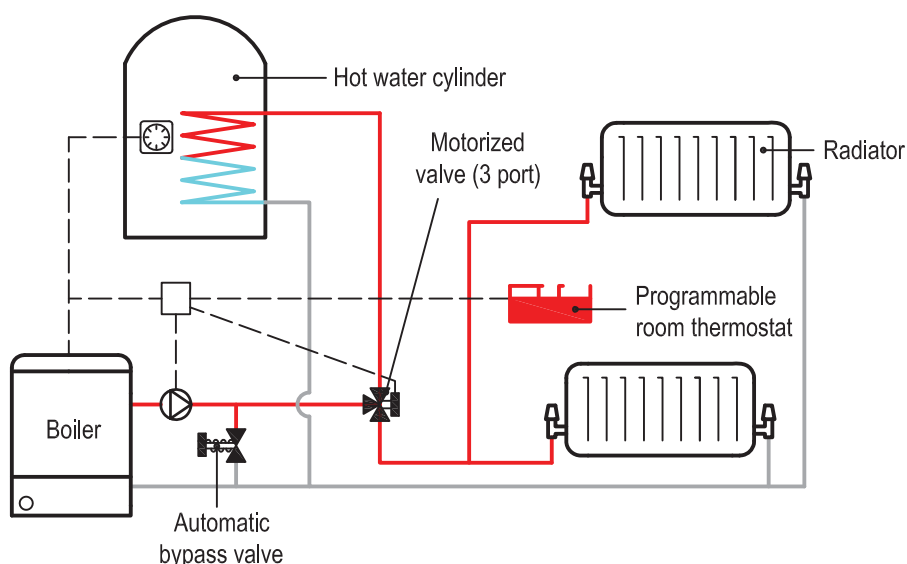 Hot water cylinder
Motorized
valve (3 port)
Radiator
Programmable
room thermostat
Boiler
Automatic
bypass valve